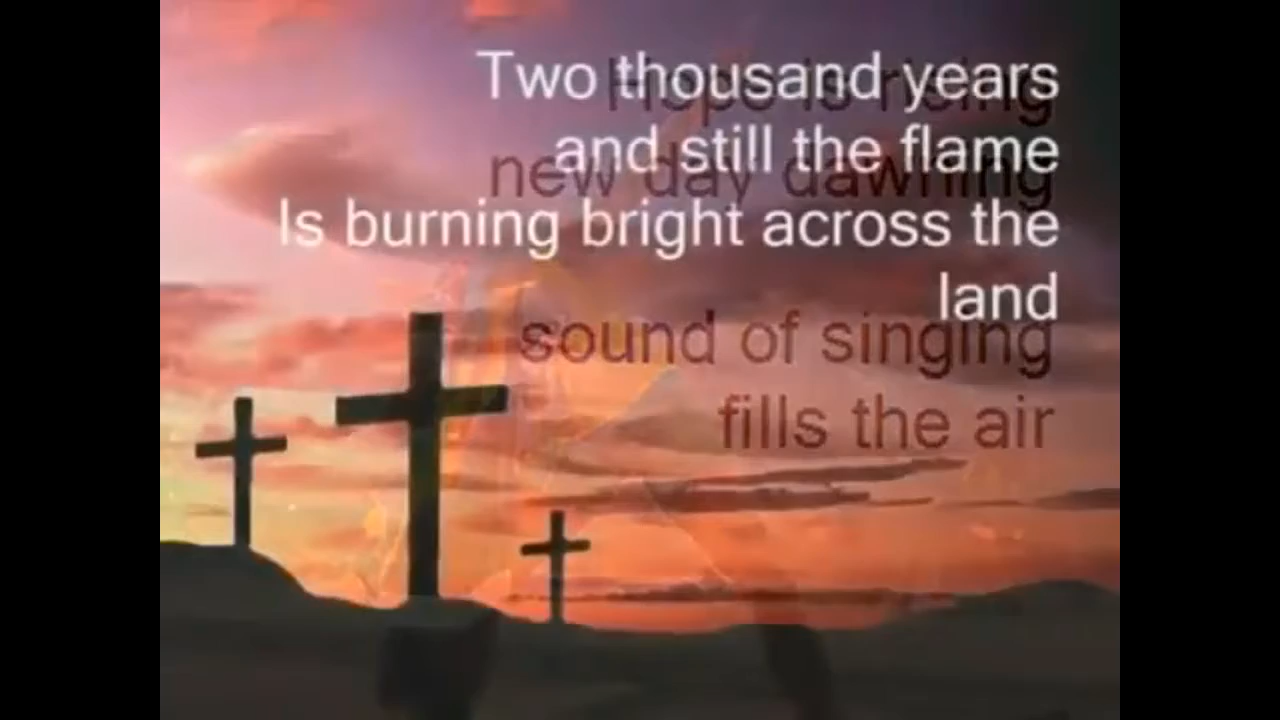 Two thousand years
and still the flame
Is burning bright across the
land
Hope is rising
new day dawning
sound of singing
fills the air